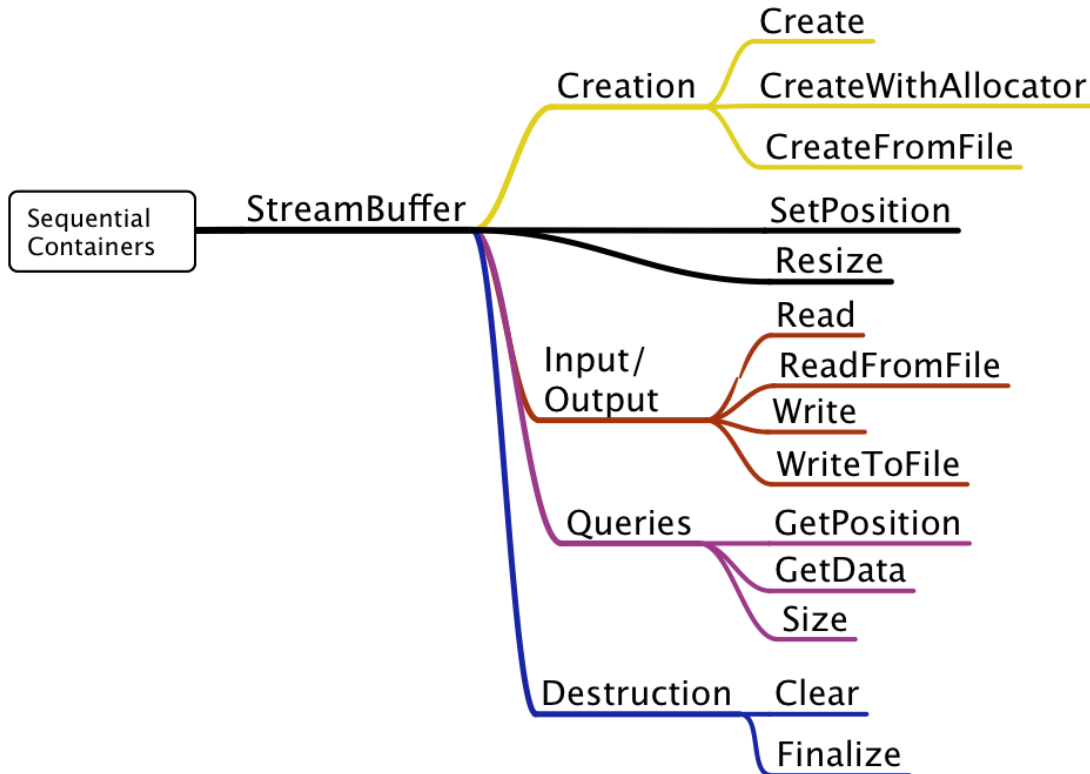 Create
Creation
CreateWithAllocator
CreateFromFile
Sequential
Containers
StreamBuffer
SetPosition
Resize
Read
Input/
Output
ReadFromFile
Write
WriteToFile
Queries
GetPosition
GetData
Size
Destruction
Clear
Finalize